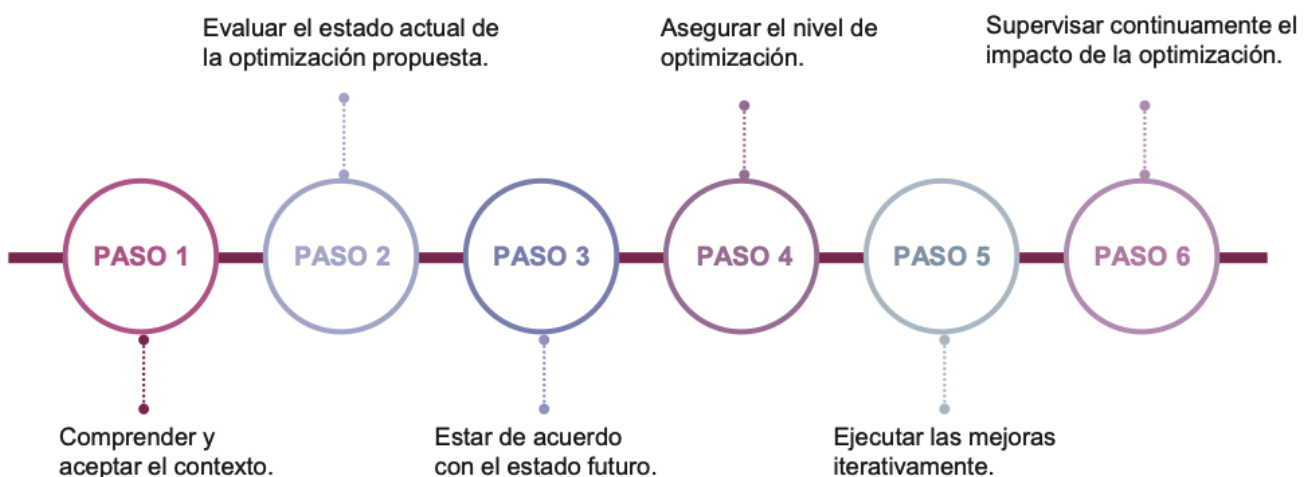 Evaluar el estado actual de
la optimización propuesta.
Asegurar el nivel de
optimización.
Supervisar continuamente el
impacto de la optimización.
PASO 1
PASO 2
PASO 3
PASO 4
PASO 5
PASO 6
Comprender y
aceptar el contexto.
Estar de acuerdo
con el estado futuro.
Ejecutar las mejoras
iterativamente.